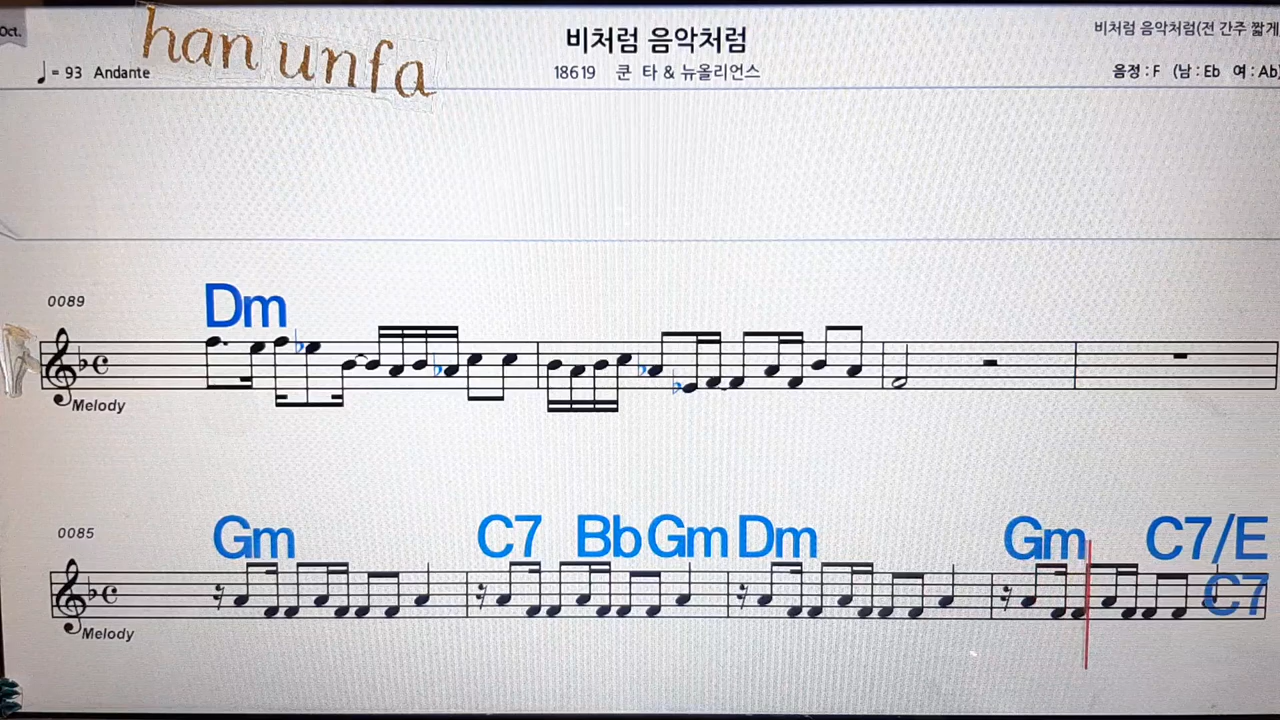 Oct.
han unfa
비처럼 음악처럼
비처럼 음악처럼(전 간주 짧게
= 93 Andante
18619 쿤 타 & 뉴올리언스
음정 : F (남 : Eb 여 : Ab)
0089
Dm
Melody
0085
Gm C7 Bb Gm Dm Gm C7/E
C7
Melody